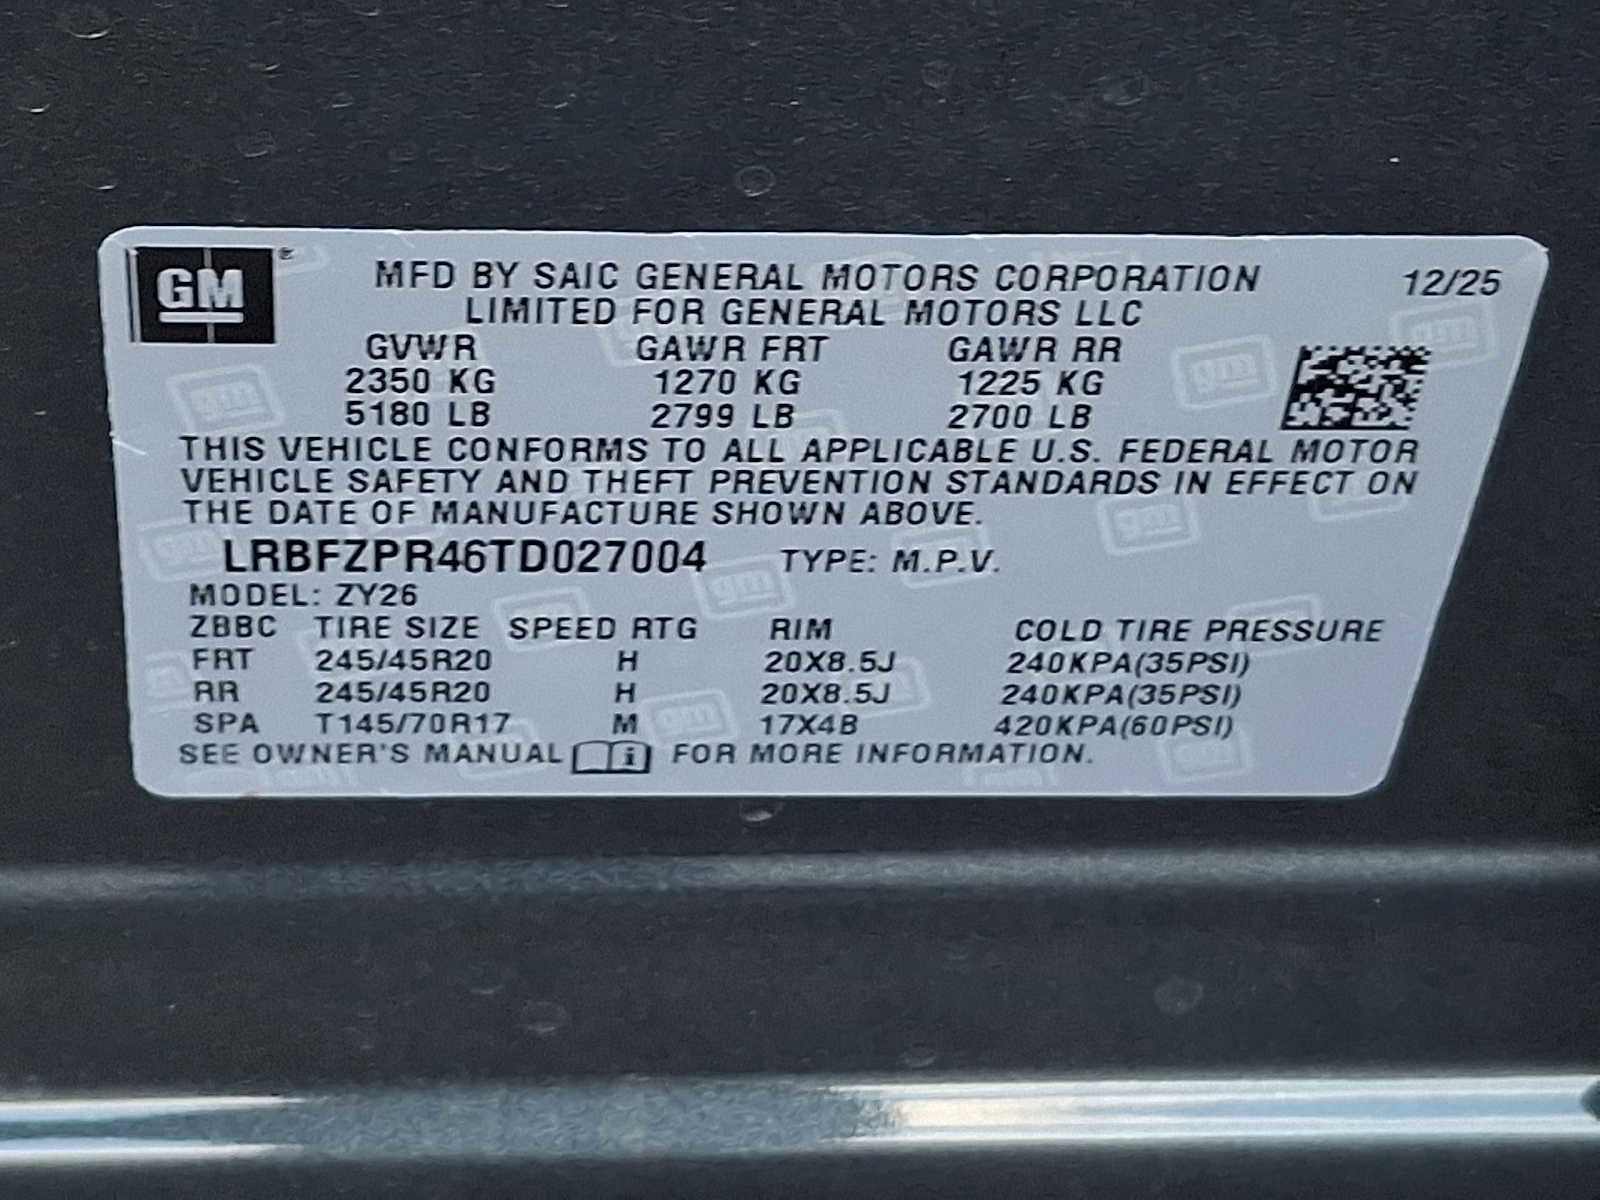 GM ®
MFD BY SAIC GENERAL MOTORS CORPORATION 12/25
LIMITED FOR GENERAL MOTORS LLC
GVWR GAWR FRT GAWR RR
2350 KG 1270 KG 1225 KG
5180 LB 2799 LB 2700 LB
THIS VEHICLE CONFORMS TO ALL APPLICABLE U.S. FEDERAL MOTOR
VEHICLE SAFETY AND THEFT PREVENTION STANDARDS IN EFFECT ON
THE DATE OF MANUFACTURE SHOWN ABOVE.
LRBFZPR46TD027004 TYPE: M.P.V.
MODEL: ZY26
ZBBC TIRE SIZE SPEED RTG RIM COLD TIRE PRESSURE
FRT 245/45R20 H 20X8.5J 240KPA(35PSI)
RR 245/45R20 H 20X8.5J 240KPA(35PSI)
SPA T145/70R17 M 17X4B 420KPA(60PSI)
SEE OWNER'S MANUAL i FOR MORE INFORMATION.